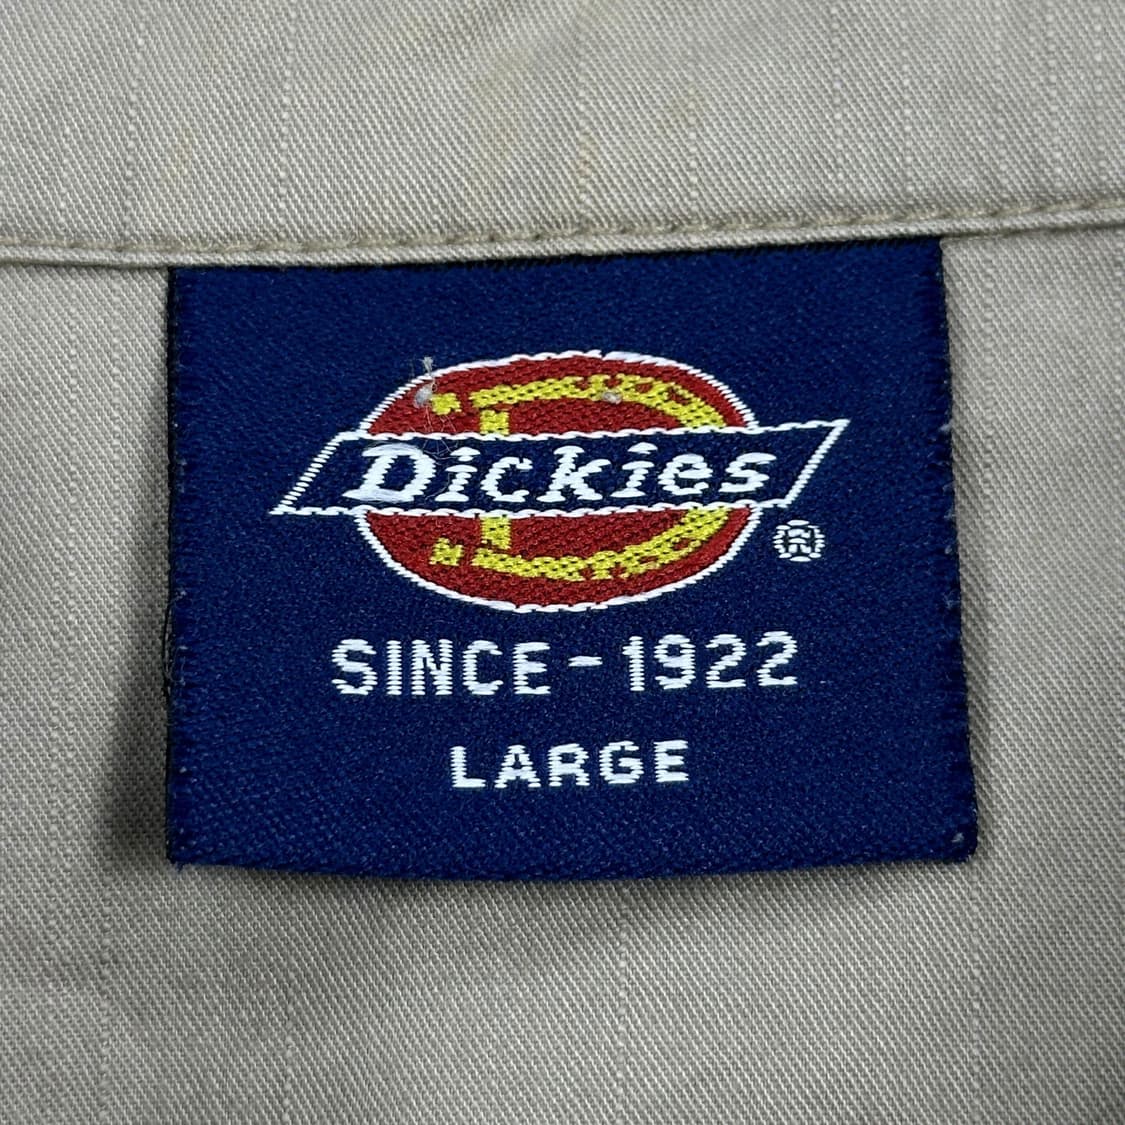 Dickies
®
SINCE-1922
LARGE